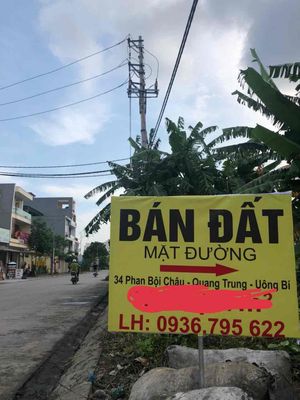 BÁN ĐẤT
MẶT ĐƯỜNG
34 Phan Bội Châu - Quang Trung - Uông Bí
LH: 0936.795.622